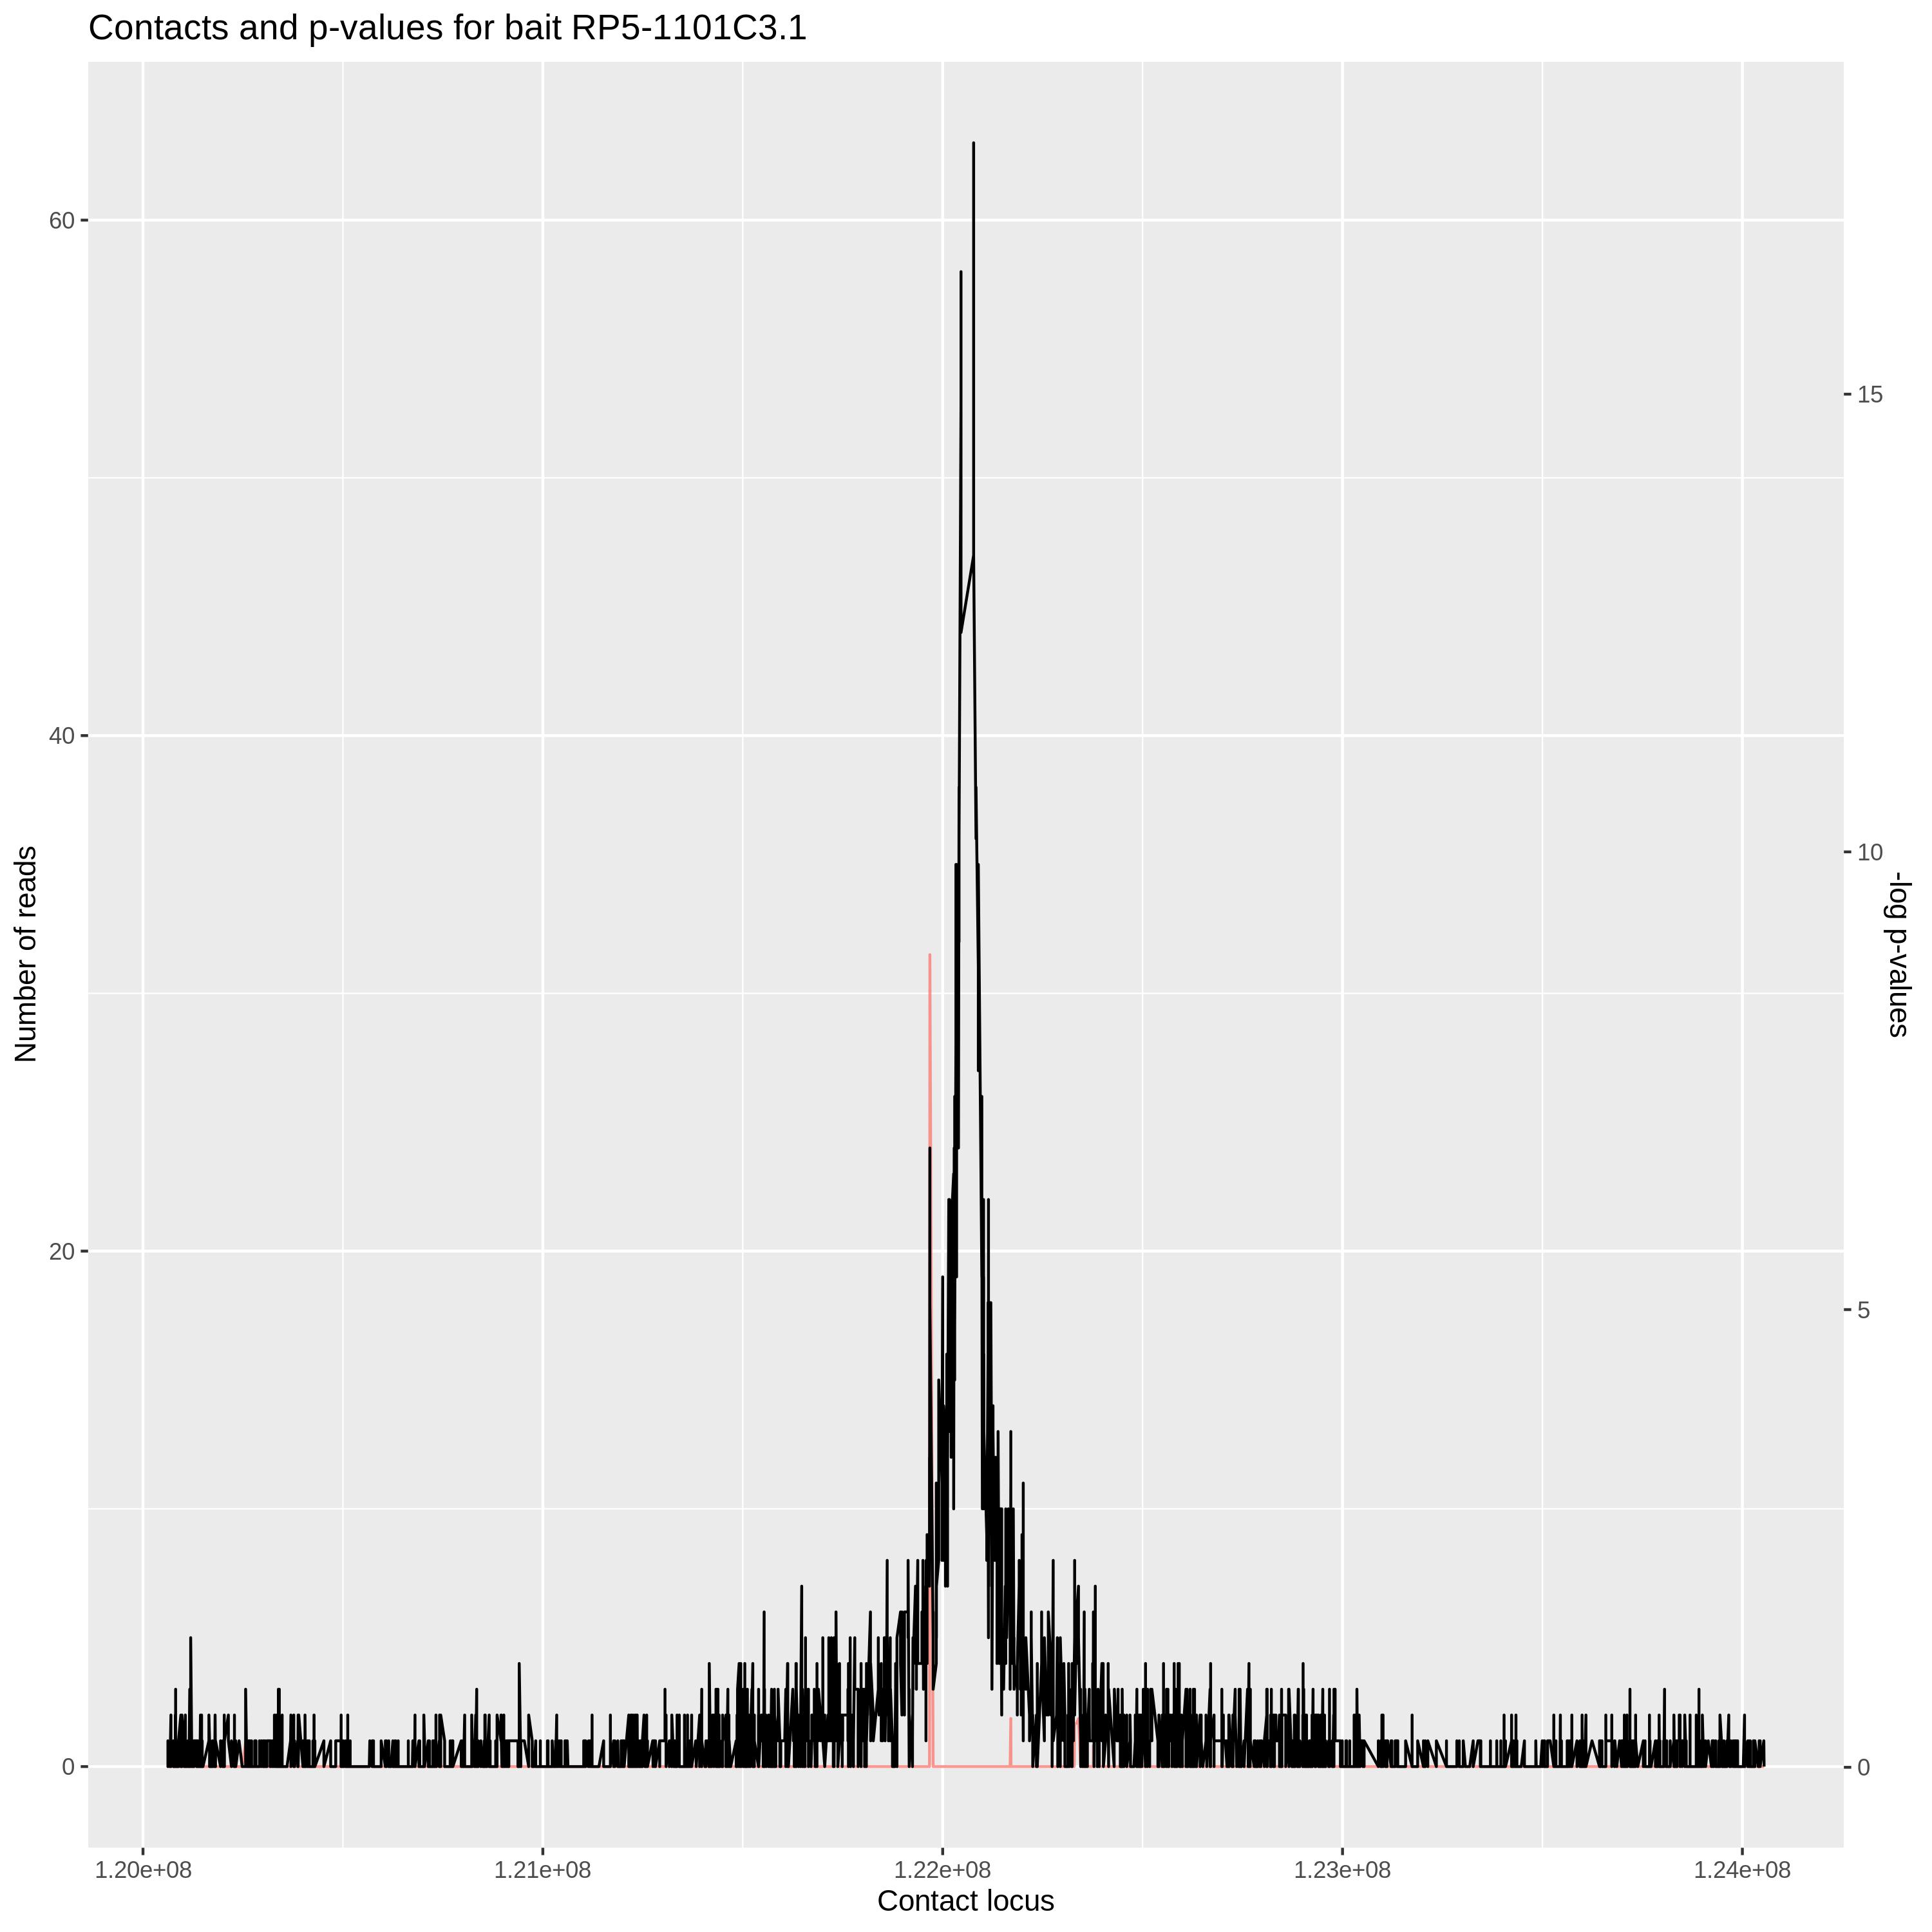 Contacts and p-values for bait RP5-1101C3.1
60
40
20
0
Number of reads
15
10
5
0
-log p-values
1.20e+08
1.21e+08
1.22e+08
1.23e+08
1.24e+08
Contact locus